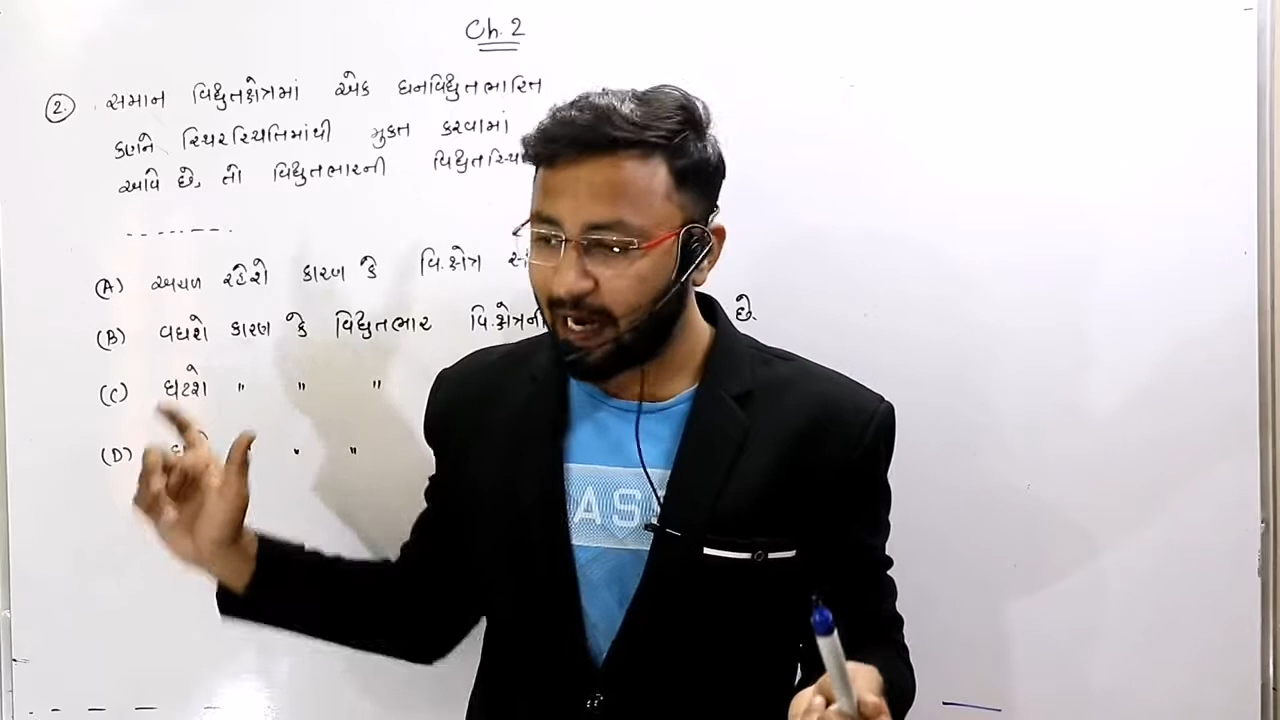 Ch. 2
2. સમાન વિદ્યુતક્ષેત્રમાં એક ધનવિદ્યુતભારિત
કણને સ્થિરસ્થિતિમાંથી મુક્ત કરવામાં
આવે છે, તો વિદ્યુતભારની
-------.
(A) અચળ રહેશે કારણ કે વિ.ક્ષેત્ર
(B) વધશે કારણ કે વિદ્યુતભાર વિ.ક્ષેત્રની છે.
(C) ઘટશે " " "
(D) " "